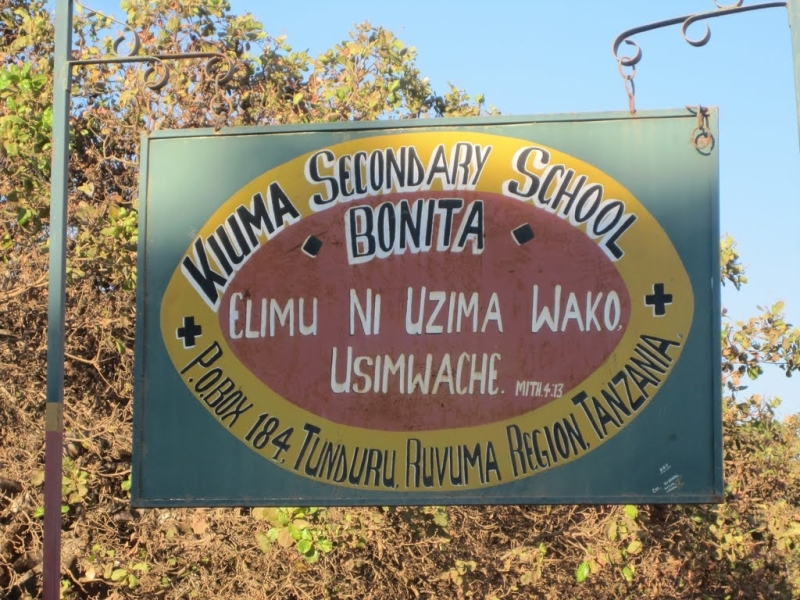 KIUMA SECONDARY SCHOOL
BONITA
ELIMU NI UZIMA WAKO,
USIMWACHE. MITH.4:13
P.O.BOX 184, TUNDURU, RUVUMA REGION, TANZANIA.